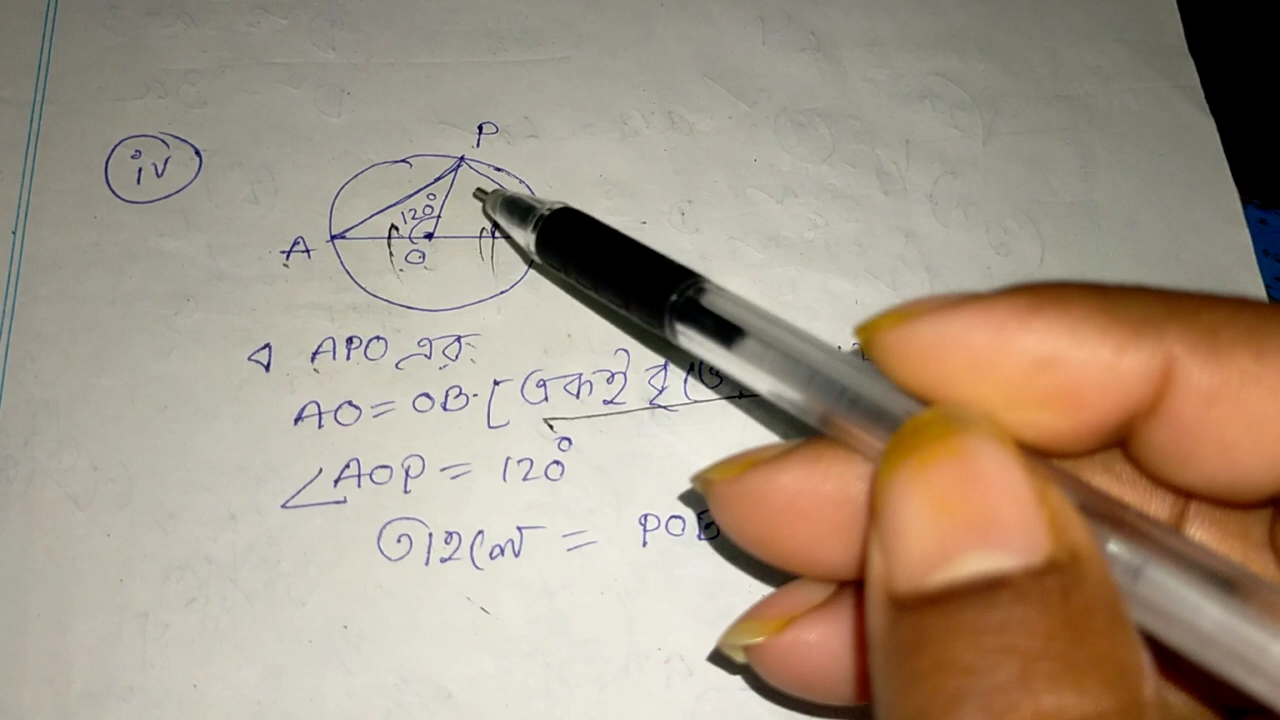 iv
P
120°
A
O
△ APO এর
AO = OB. [একই বৃত্তে
∠AOP = 120°
তাহলে = POB